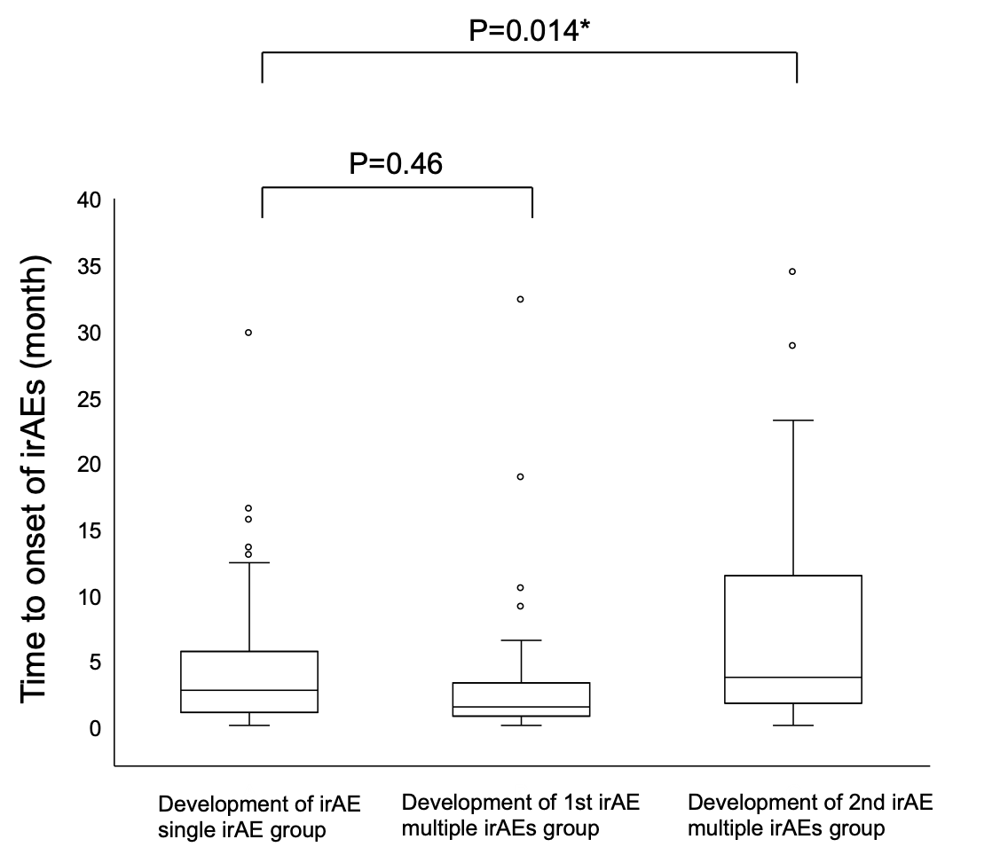 P=0.014*
P=0.46
Time to onset of irAEs (month)
40
35
30
25
20
15
10
5
0
Development of irAE
single irAE group
Development of 1st irAE
multiple irAEs group
Development of 2nd irAE
multiple irAEs group